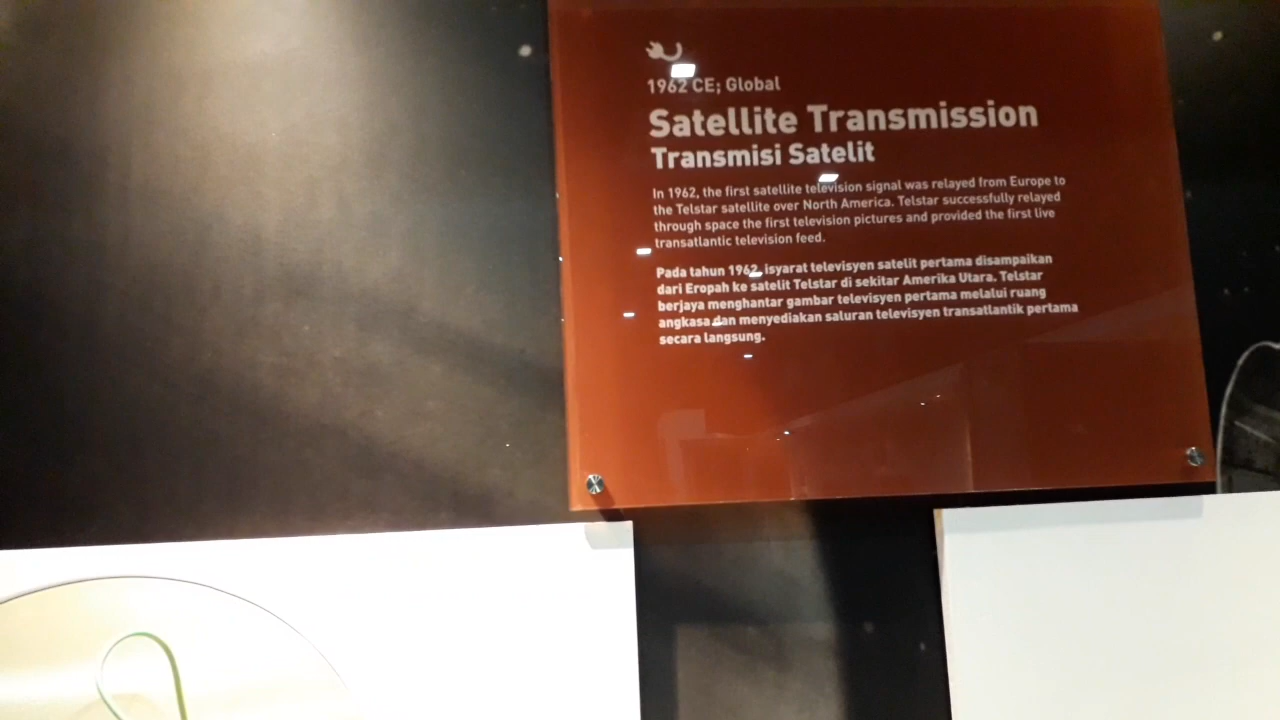 1962 CE; Global
Satellite Transmission
Transmisi Satelit
In 1962, the first satellite television signal was relayed from Europe to
the Telstar satellite over North America. Telstar successfully relayed
through space the first television pictures and provided the first live
transatlantic television feed.
Pada tahun 1962, isyarat televisyen satelit pertama disampaikan
dari Eropah ke satelit Telstar di sekitar Amerika Utara. Telstar
berjaya menghantar gambar televisyen pertama melalui ruang
angkasa dan menyediakan saluran televisyen transatlantik pertama
secara langsung.